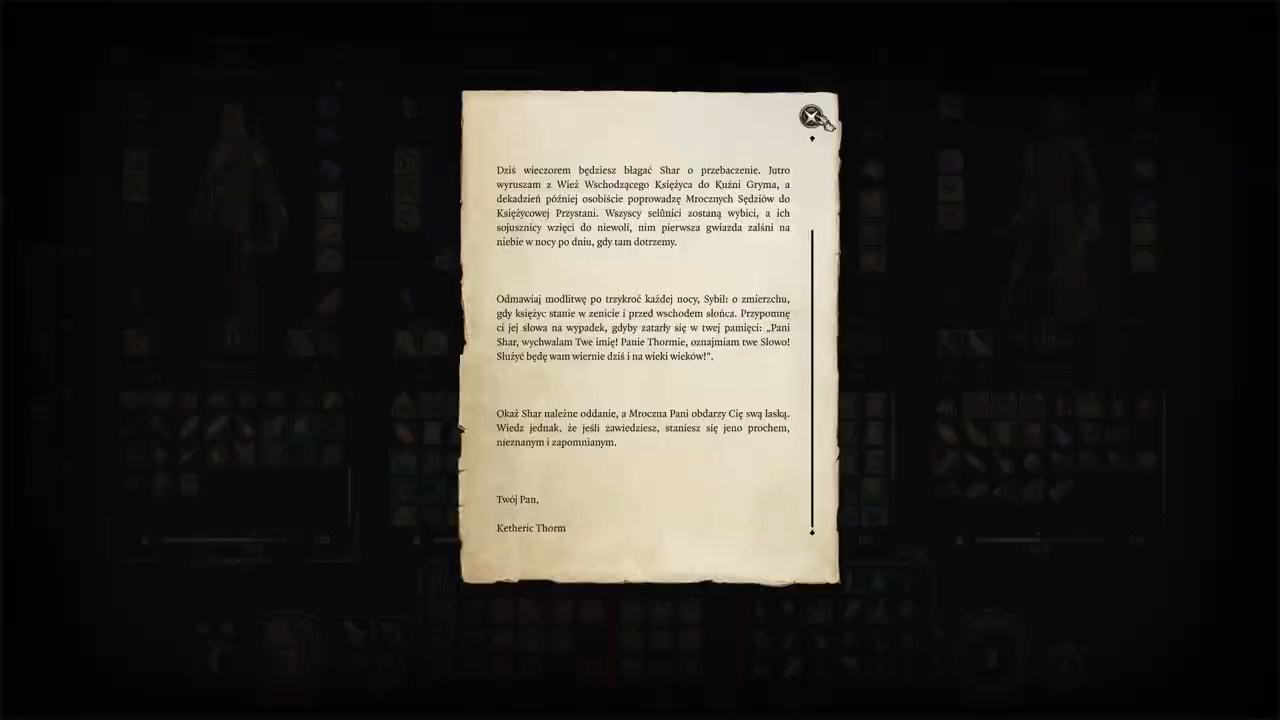 Dziś wieczorem będziesz błagać Shar o przebaczenie. Jutro
wyruszam z Wież Wschodzącego Księżyca do Kuźni Gryma, a
dekadzień później osobiście poprowadzę Mrocznych Sędziów do
Księżycowej Przystani. Wszyscy selûnici zostaną wybici, a ich
sojusznicy wzięci do niewoli, nim pierwsza gwiazda zalśni na
niebie w nocy po dniu, gdy tam dotrzemy.
Odmawiaj modlitwę po trzykroć każdej nocy, Sybil: o zmierzchu,
gdy księżyc stanie w zenicie i przed wschodem słońca. Przypomnę
ci jej słowa na wypadek, gdyby zatarły się w twej pamięci: „Pani
Shar, wychwalam Twe imię! Panie Thormie, oznajmiam twe Słowo!
Służyć będę wam wiernie dziś i na wieki wieków!”.
Okaż Shar należne oddanie, a Mroczna Pani obdarzy Cię swą łaską.
Wiedz jednak, że jeśli zawiedziesz, staniesz się jeno prochem,
nieznanym i zapomnianym.
Twój Pan,
Ketheric Thorm